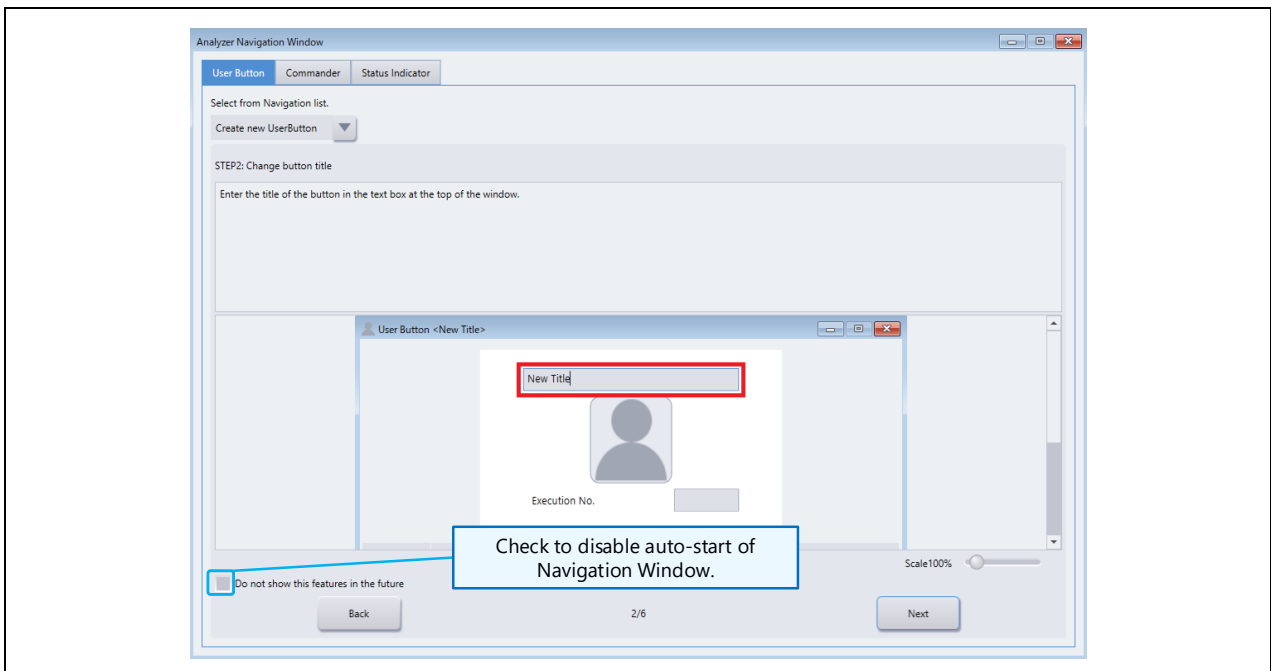 Analyzer Navigation Window
User Button Commander Status Indicator
Select from Navigation list.
Create new UserButton
STEP2: Change button title
Enter the title of the button in the text box at the top of the window.
User Button <New Title>
New Title
Execution No.
Check to disable auto-start of
Navigation Window.
Scale100%
Do not show this features in the future
Back 2/6 Next